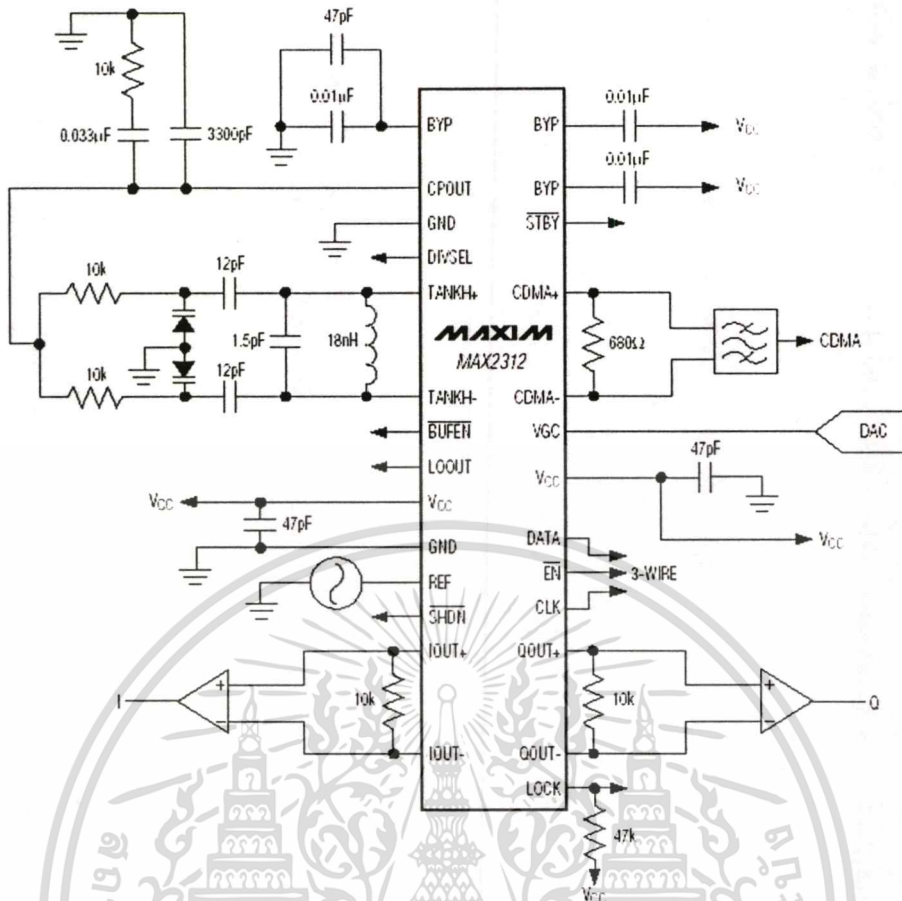 47pF
10k
0.01µF
0.01µF
BYP
BYP
VCC
0.033µF
3300pF
0.01µF
CPOUT
BYP
VCC
GND
STBY
DIVSEL
10k
12pF
TANKH+
CDMA+
1.5pF
18nH
MAXIM
MAX2312
680Ω
CDMA
10k
12pF
TANKH-
CDMA-
BUFEN
VGC
DAC
LOOUT
47pF
VCC
VCC
VCC
47pF
VCC
GND
DATA
REF
EN
3-WIRE
SHDN
CLK
IOUT+
QOUT+
I
+
-
10k
10k
+
-
Q
IOUT-
QOUT-
LOCK
47k
VCC